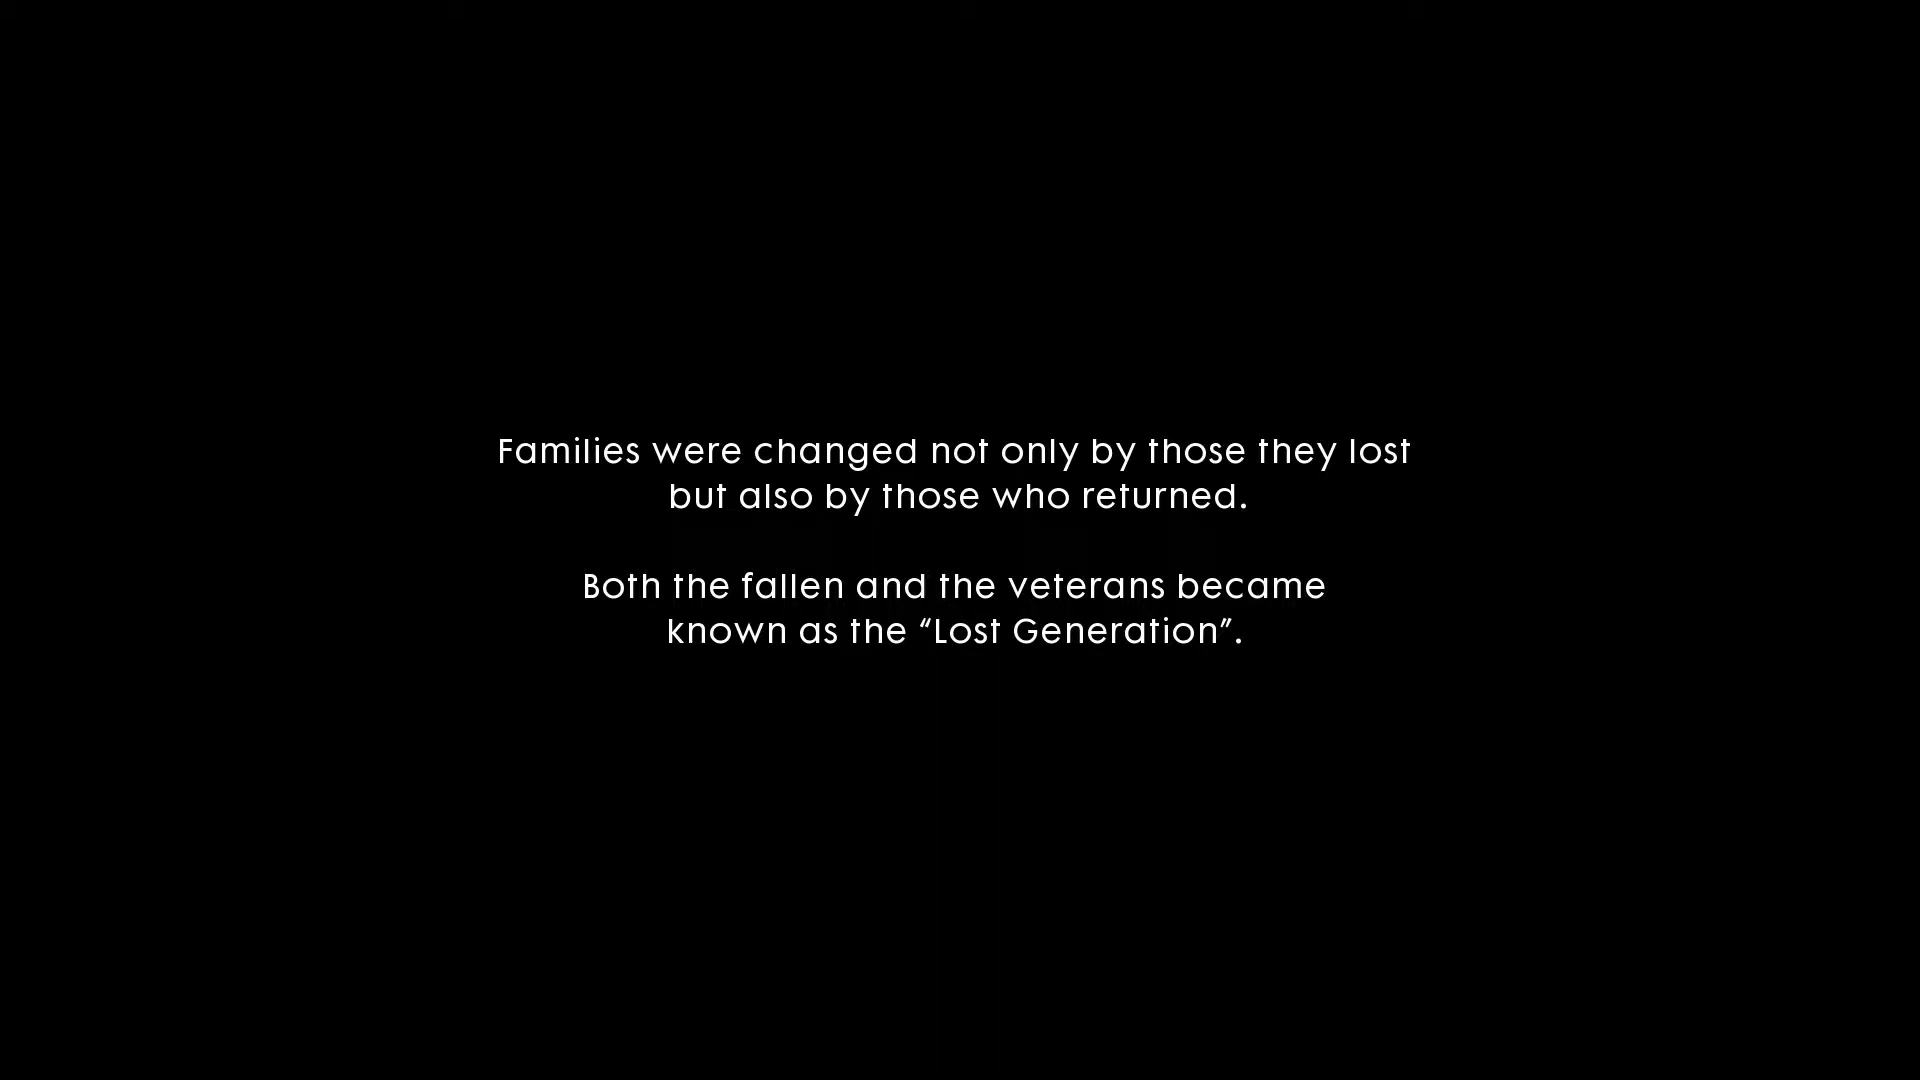 Families were changed not only by those they lost
but also by those who returned.
Both the fallen and the veterans became
known as the “Lost Generation”.